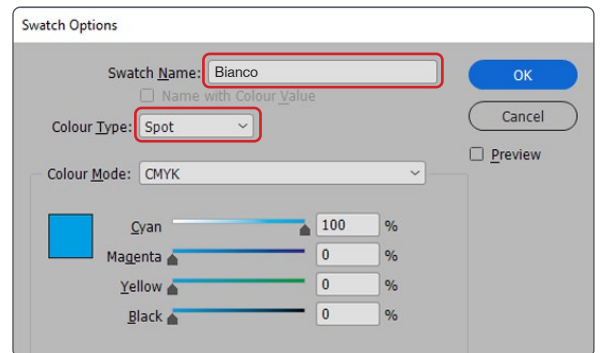 Swatch Options
Swatch Name: Bianco
Name with Colour Value
Colour Type: Spot
Colour Mode: CMYK
Cyan 100 %
Magenta 0 %
Yellow 0 %
Black 0 %
OK
Cancel
Preview